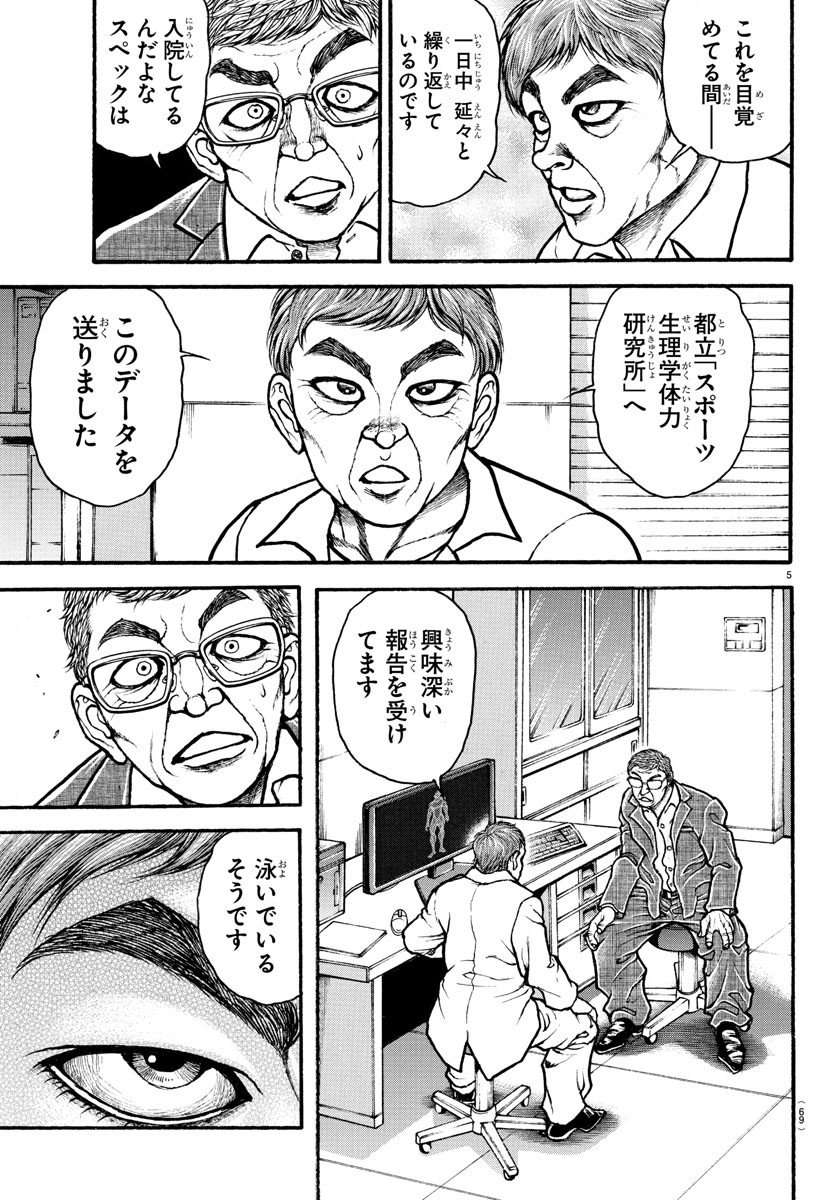 これを目覚
めてる間──
一日中 延々と
繰り返して
いるのです
入院してる
んだよな
スペックは
都立「スポーツ
生理学体力
研究所」へ
このデータを
送りました
5
興味深い
報告を受け
てます
泳いでいる
そうです
(69)